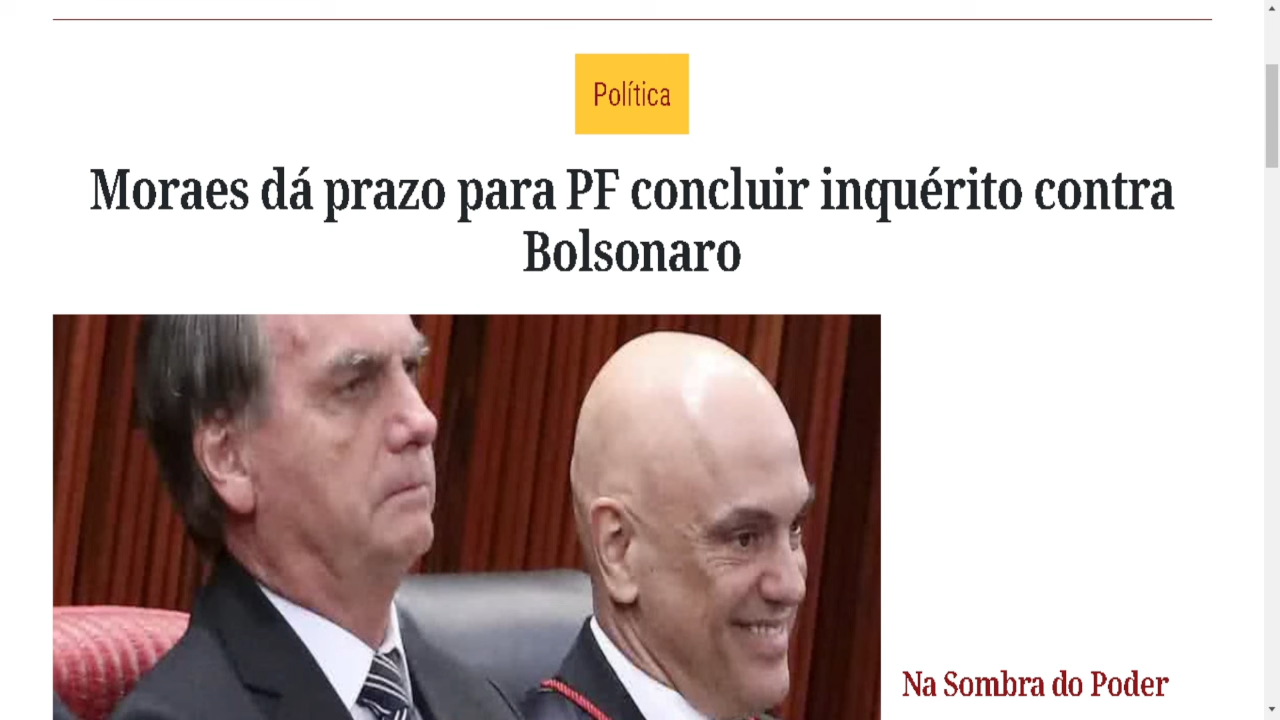 Política
Moraes dá prazo para PF concluir inquérito contra
Bolsonaro
Na Sombra do Poder